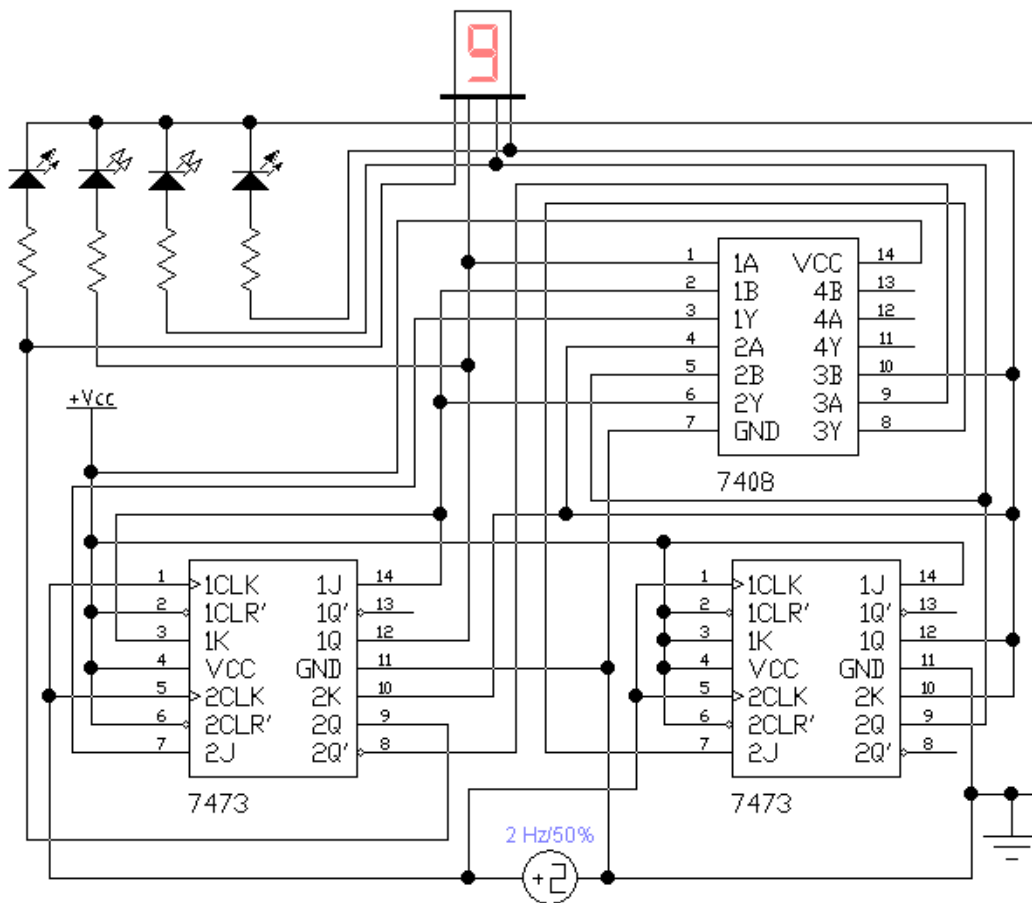 9
+Vcc
1 1A VCC 14
2 1B 4B 13
3 1Y 4A 12
4 2A 4Y 11
5 2B 3B 10
6 2Y 3A 9
7 GND 3Y 8
7408
1 1CLK 1J 14
2 1CLR' 1Q' 13
3 1K 1Q 12
4 VCC GND 11
5 2CLK 2K 10
6 2CLR' 2Q 9
7 2J 2Q' 8
7473
1 1CLK 1J 14
2 1CLR' 1Q' 13
3 1K 1Q 12
4 VCC GND 11
5 2CLK 2K 10
6 2CLR' 2Q 9
7 2J 2Q' 8
7473
2 Hz/50%
+2